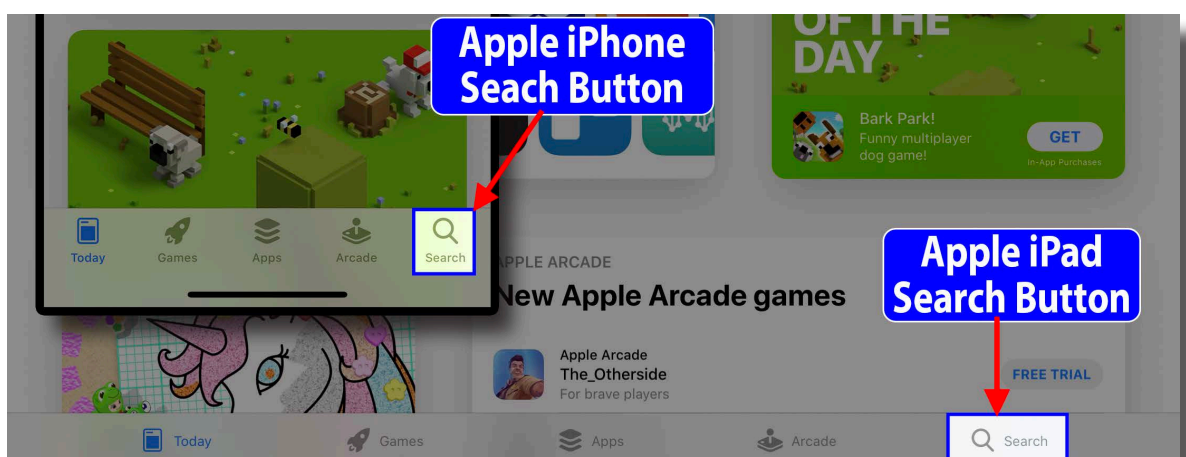 Apple iPhone
Seach Button
OF THE
DAY
Bark Park!
Funny multiplayer
dog game!
GET
In-App Purchases
Today
Games
Apps
Arcade
Search
APPLE ARCADE
New Apple Arcade games
Apple iPad
Search Button
Apple Arcade
The_Otherside
For brave players
FREE TRIAL
Today
Games
Apps
Arcade
Search